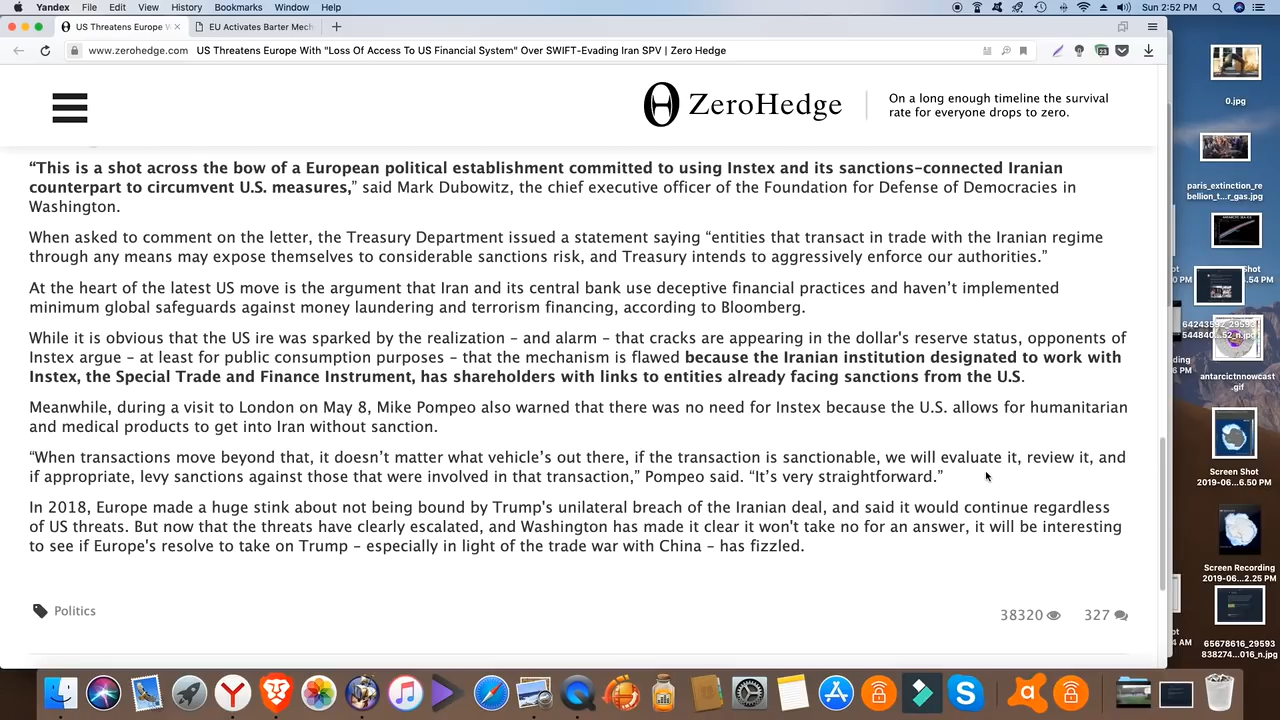 Yandex File Edit View History Bookmarks Window Help Sun 2:52 PM
US Threatens Europe W EU Activates Barter Mech
www.zerohedge.com US Threatens Europe With "Loss Of Access To US Financial System" Over SWIFT-Evading Iran SPV | Zero Hedge
ZeroHedge
On a long enough timeline the survival
rate for everyone drops to zero.
“This is a shot across the bow of a European political establishment committed to using Instex and its sanctions-connected Iranian
counterpart to circumvent U.S. measures,” said Mark Dubowitz, the chief executive officer of the Foundation for Defense of Democracies in
Washington.
When asked to comment on the letter, the Treasury Department issued a statement saying “entities that transact in trade with the Iranian regime
through any means may expose themselves to considerable sanctions risk, and Treasury intends to aggressively enforce our authorities.”
At the heart of the latest US move is the argument that Iran and its central bank use deceptive financial practices and haven’t implemented
minimum global safeguards against money laundering and terrorism financing, according to Bloomberg.
While it is obvious that the US ire was sparked by the realization - and alarm - that cracks are appearing in the dollar's reserve status, opponents of
Instex argue - at least for public consumption purposes - that the mechanism is flawed because the Iranian institution designated to work with
Instex, the Special Trade and Finance Instrument, has shareholders with links to entities already facing sanctions from the U.S.
Meanwhile, during a visit to London on May 8, Mike Pompeo also warned that there was no need for Instex because the U.S. allows for humanitarian
and medical products to get into Iran without sanction.
“When transactions move beyond that, it doesn’t matter what vehicle’s out there, if the transaction is sanctionable, we will evaluate it, review it, and
if appropriate, levy sanctions against those that were involved in that transaction,” Pompeo said. “It’s very straightforward.”
In 2018, Europe made a huge stink about not being bound by Trump's unilateral breach of the Iranian deal, and said it would continue regardless
of US threats. But now that the threats have clearly escalated, and Washington has made it clear it won't take no for an answer, it will be interesting
to see if Europe's resolve to take on Trump - especially in light of the trade war with China - has fizzled.
Politics
38320 327
0.jpg
paris_extinction_re
bellion_t...r_gas.jpg
antarcictnnowcast
.gif
Screen Shot
2019-06...6.50 PM
Screen Recording
2019-06...2.25 PM
65678616_29593
838274...016_n.jpg